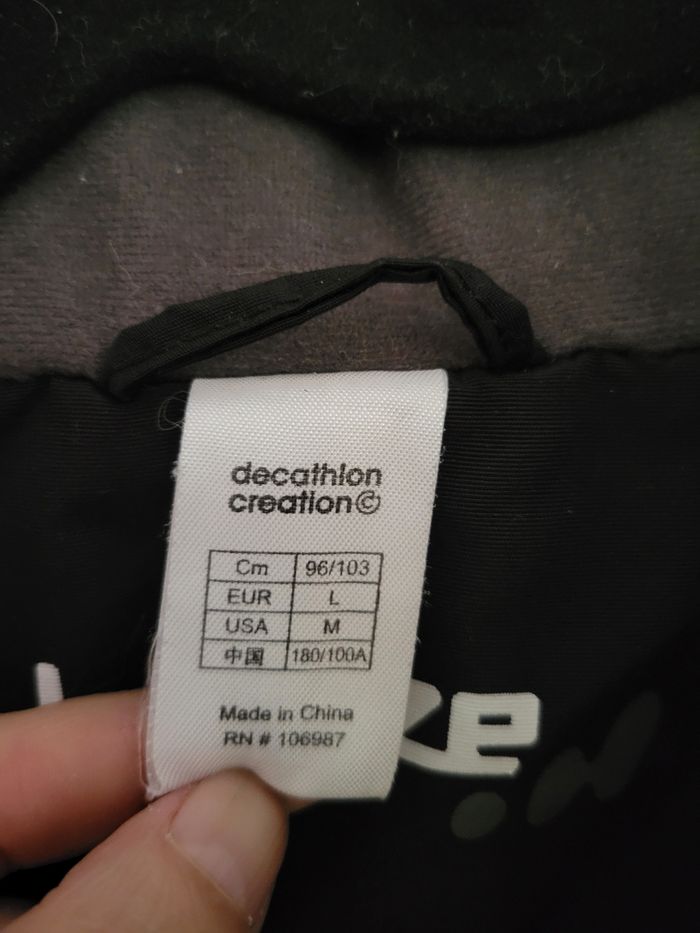 decathlon
creation©
Cm 96/103
EUR L
USA M
中国 180/100A
Made in China
RN # 106987